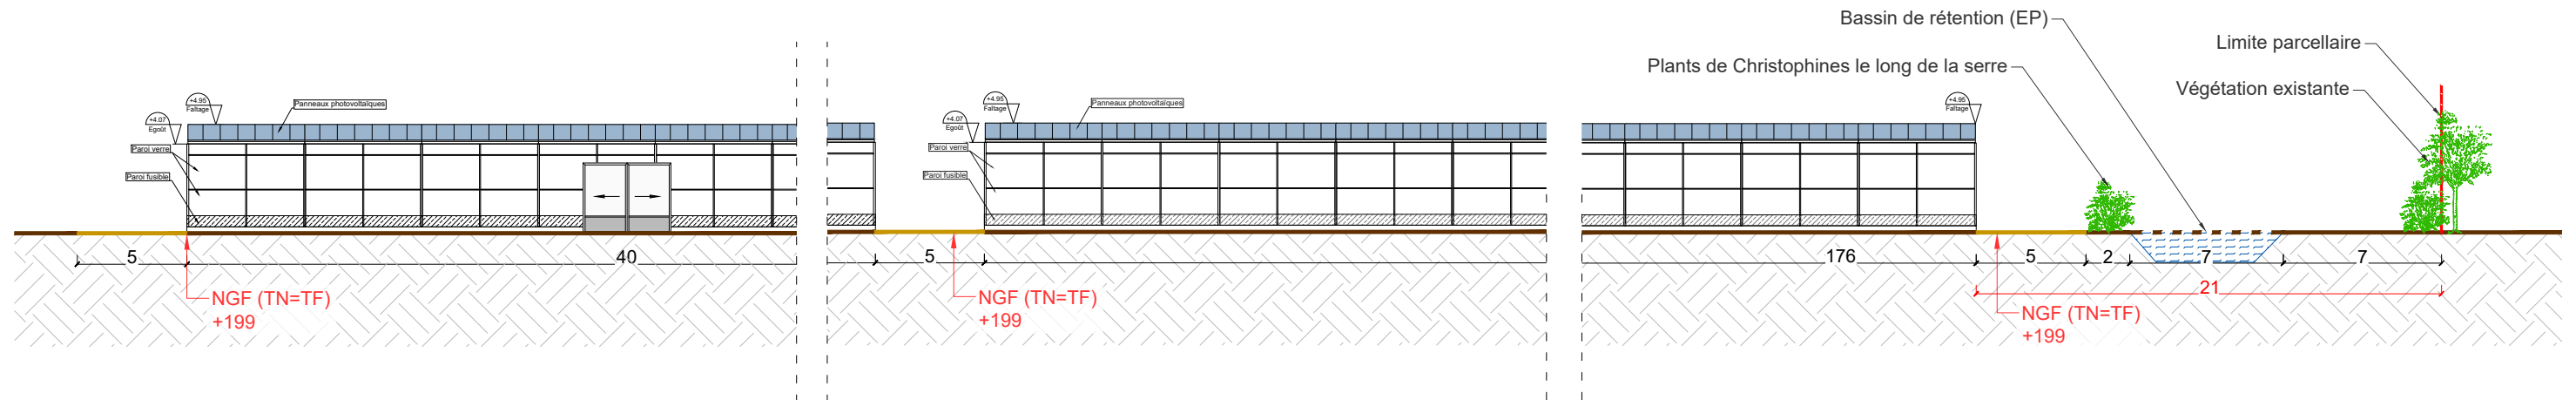 Bassin de rétention (EP)
Limite parcellaire
Plants de Christophines le long de la serre
Végétation existante
+4.95
Faîtage
Panneaux photovoltaïques
+4.07
Egoût
Paroi verre
Paroi fusible
+4.95
Faîtage
Panneaux photovoltaïques
+4.07
Egoût
Paroi verre
Paroi fusible
+4.95
Faîtage
5
40
5
176
5
2
7
7
21
NGF (TN=TF)
+199
NGF (TN=TF)
+199
NGF (TN=TF)
+199